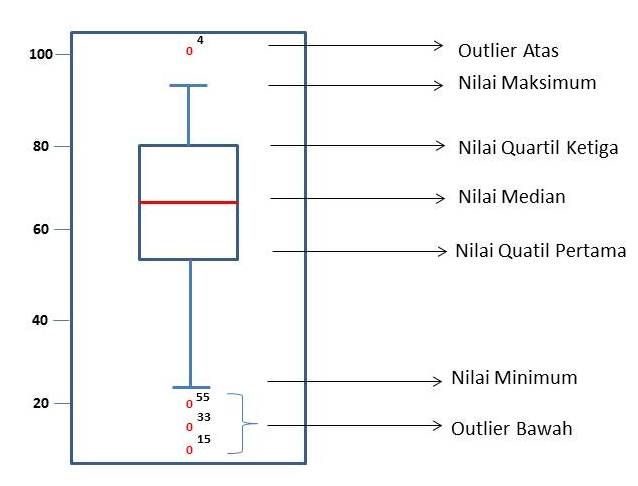 4
0
100
Outlier Atas
Nilai Maksimum
80
Nilai Quartil Ketiga
Nilai Median
60
Nilai Quatil Pertama
40
Nilai Minimum
55
20
0
33
0
Outlier Bawah
15
0